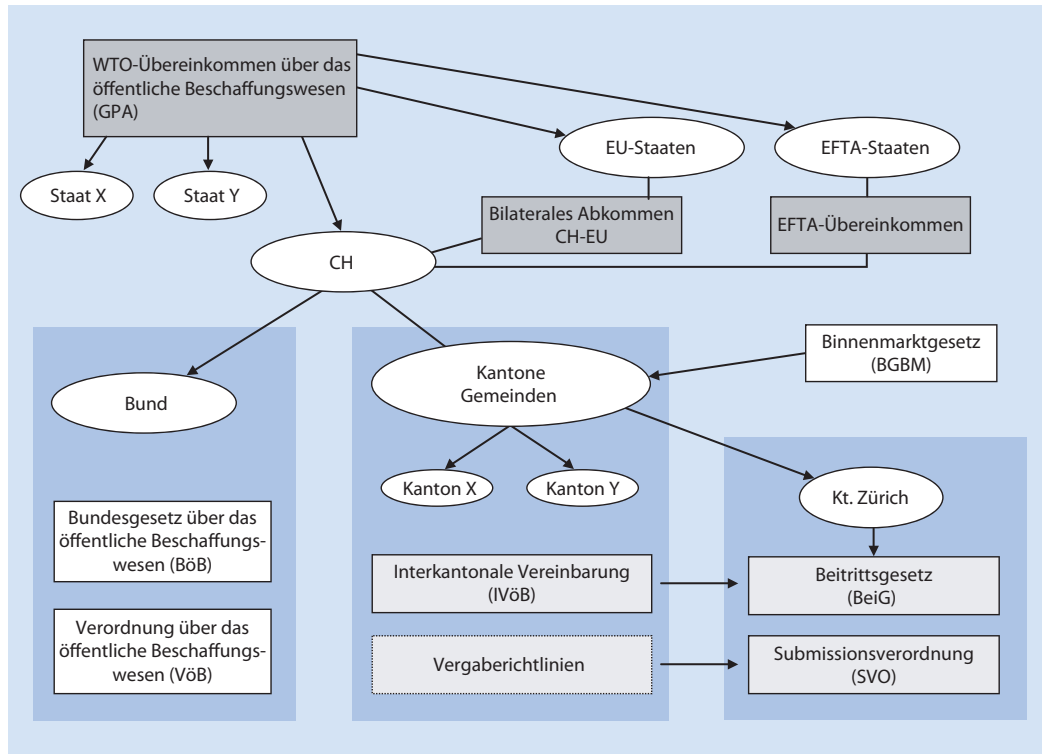 WTO-Übereinkommen über das
öffentliche Beschaffungswesen
(GPA)
EU-Staaten
EFTA-Staaten
Staat X
Staat Y
Bilaterales Abkommen
CH-EU
EFTA-Übereinkommen
CH
Binnenmarktgesetz
(BGBM)
Bund
Kantone
Gemeinden
Kanton X
Kanton Y
Kt. Zürich
Bundesgesetz über das
öffentliche Beschaffungs-
wesen (BöB)
Interkantonale Vereinbarung
(IVöB)
Beitrittsgesetz
(BeiG)
Verordnung über das
öffentliche Beschaffungs-
wesen (VöB)
Vergaberichtlinien
Submissionsverordnung
(SVO)